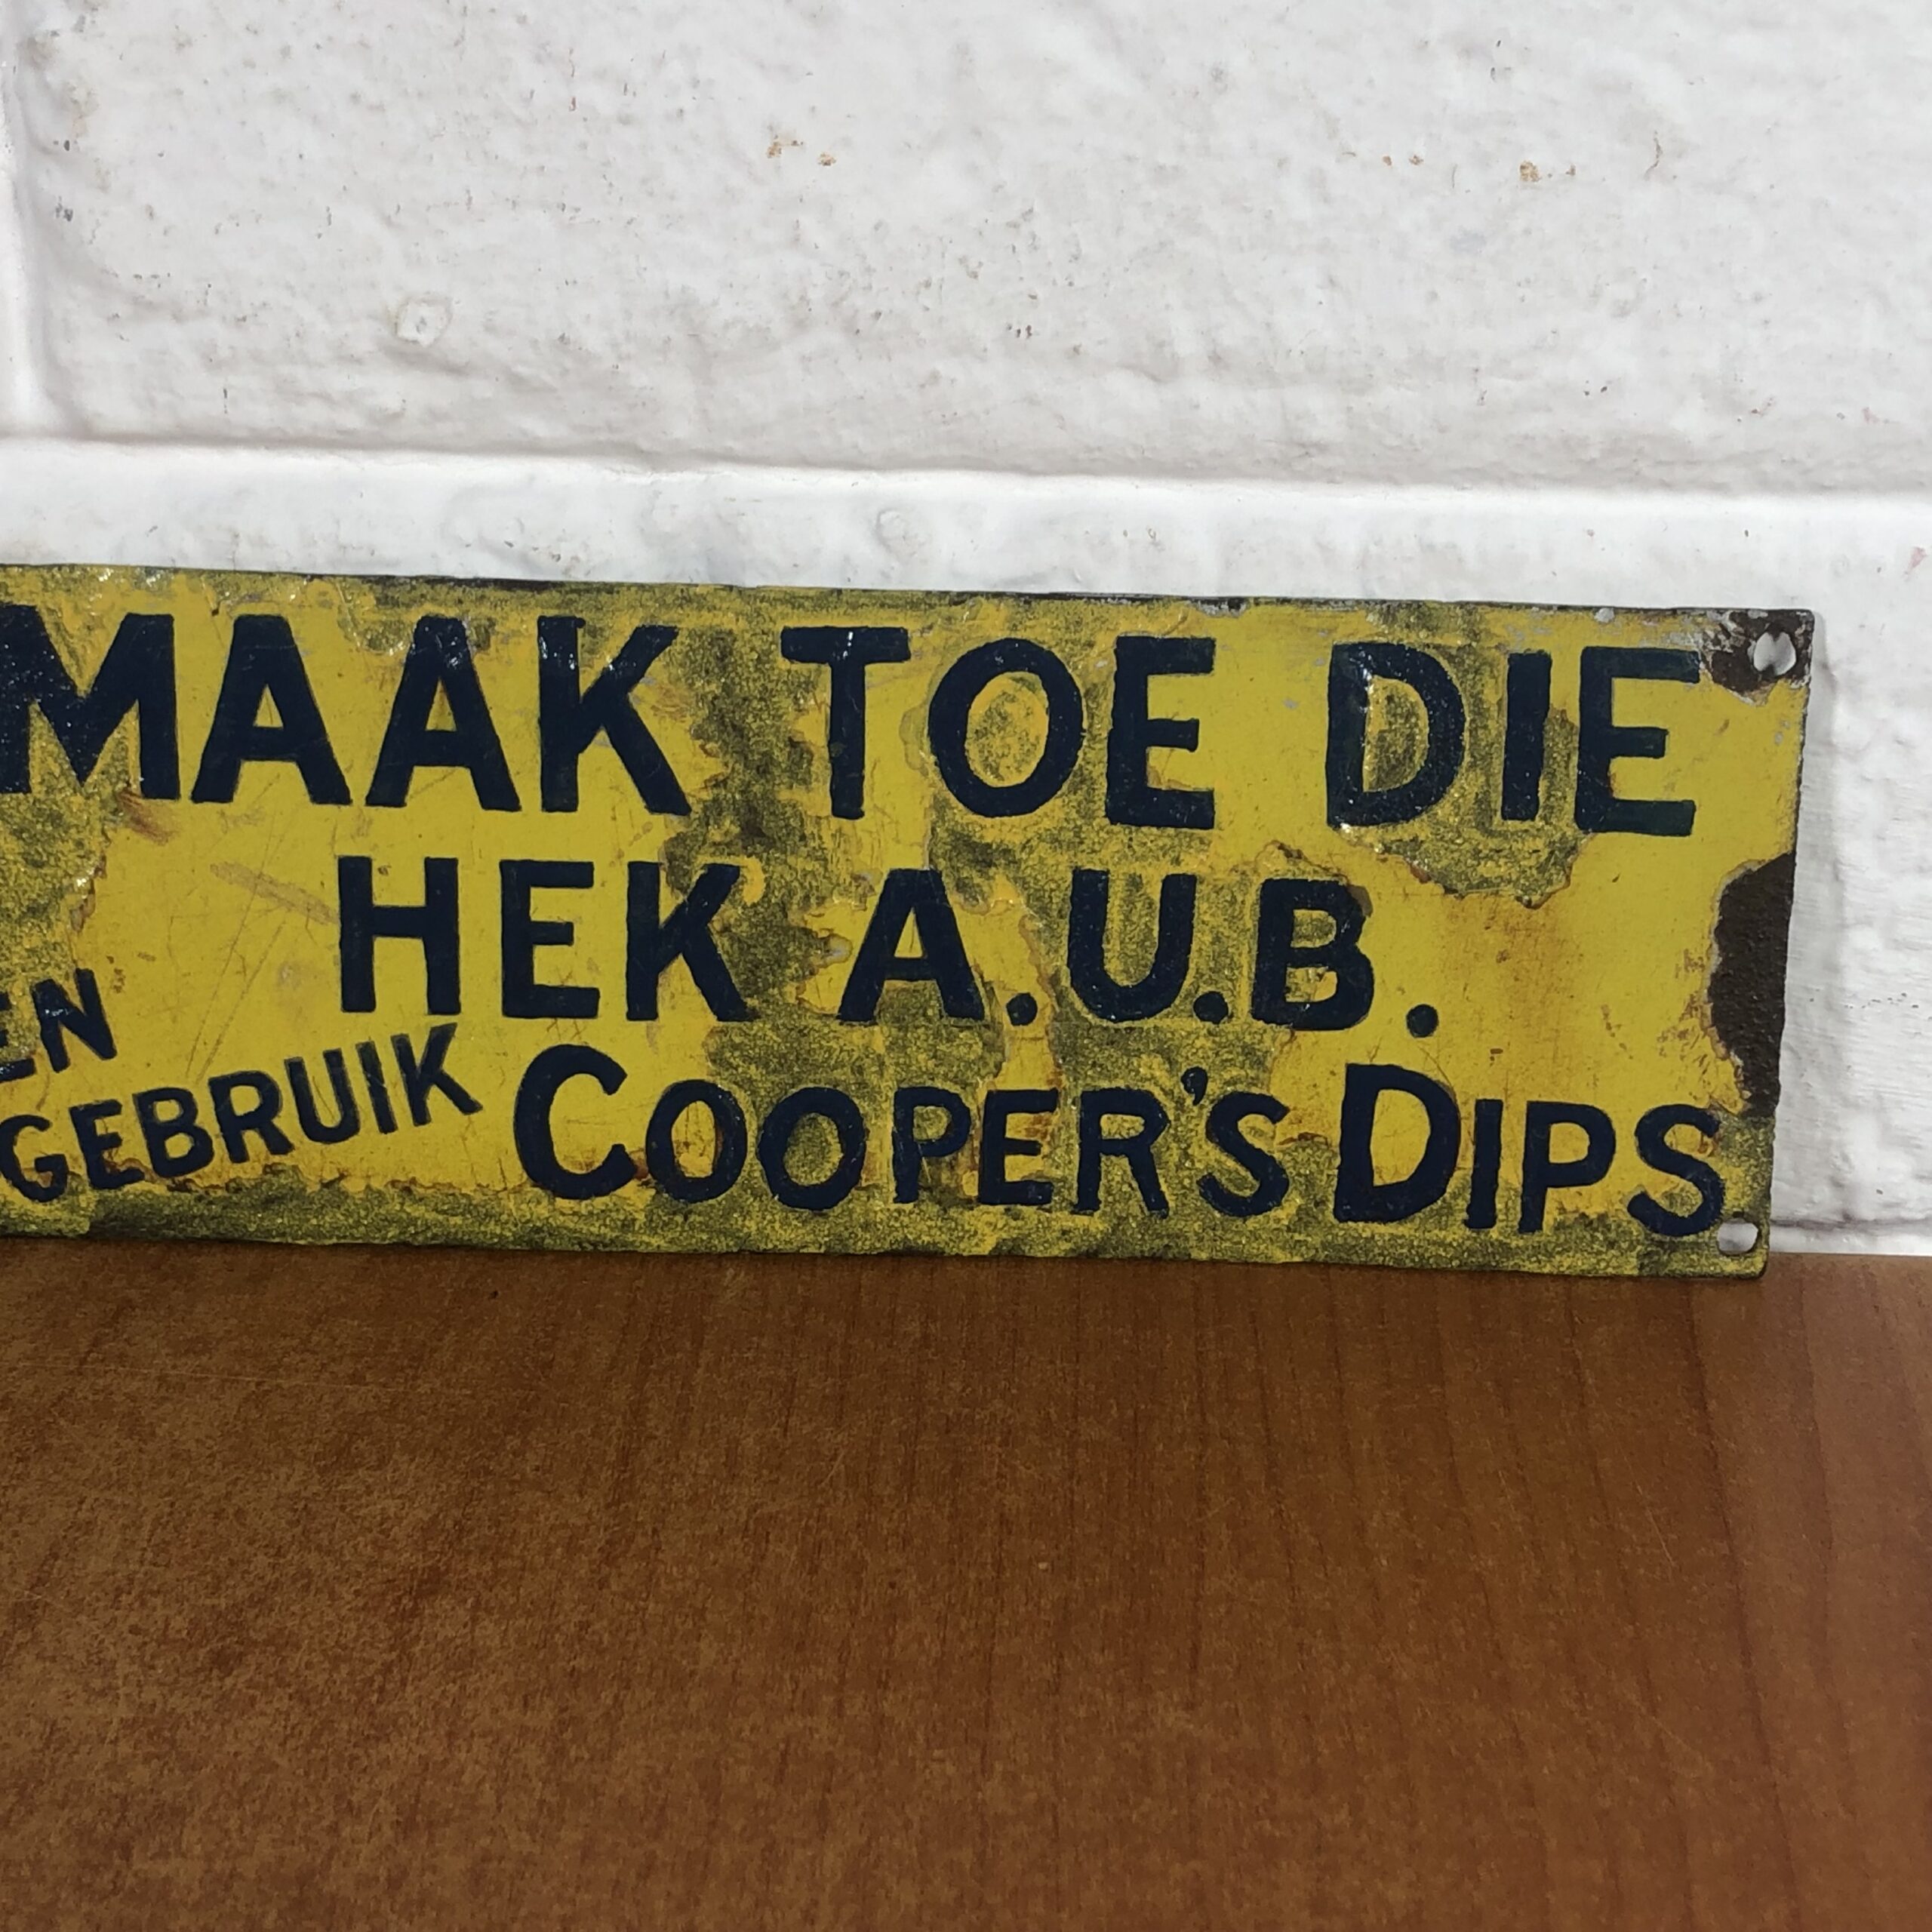 MAAK TOE DIE
HEK A.U.B.
EN
GEBRUIK COOPER'S DIPS